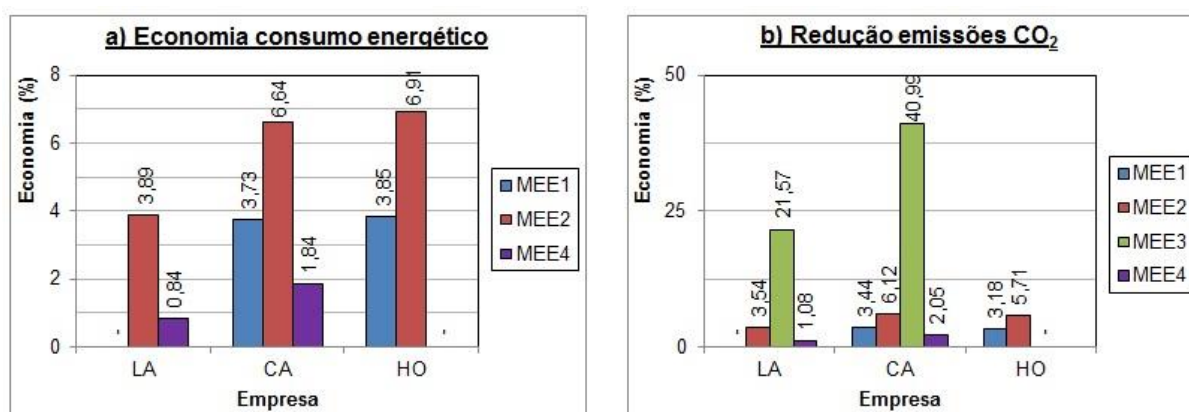 a) Economia consumo energético
Economia (%)
8
6
4
2
0
-
3,89
0,84
3,73
6,64
1,84
3,85
6,91
-
LA CA HO
Empresa
MEE1
MEE2
MEE4
b) Redução emissões CO₂
Economia (%)
50
25
0
-
3,54
21,57
1,08
3,44
6,12
40,99
2,05
3,18
5,71
-
LA CA HO
Empresa
MEE1
MEE2
MEE3
MEE4